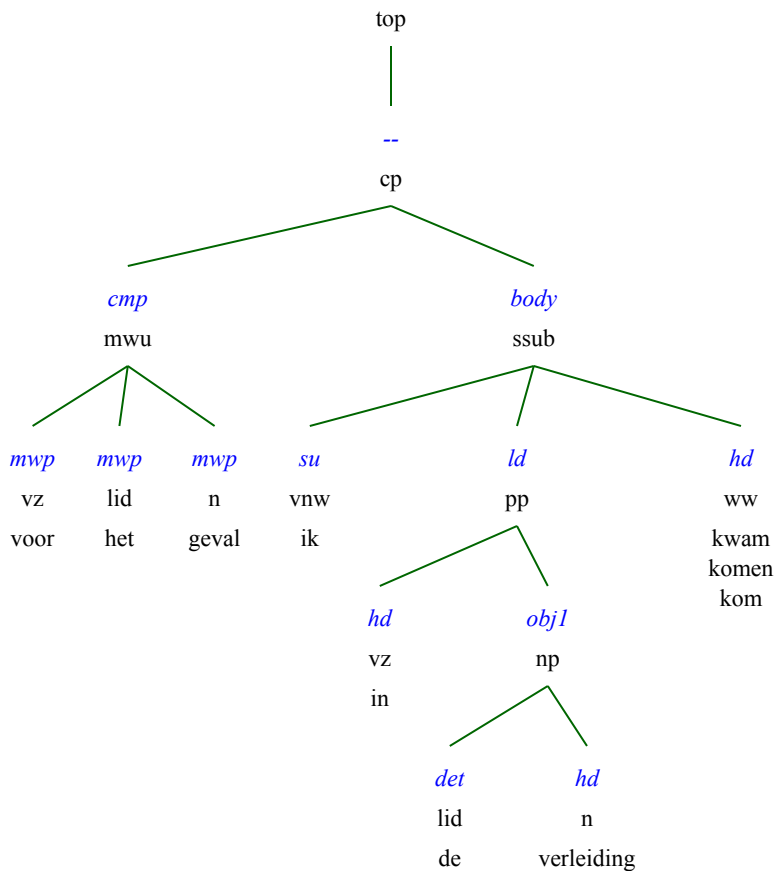 top
--
cp
cmp body
mwu ssub
mwp mwp mwp su ld hd
vz lid n vnw pp ww
voor het geval ik kwam
komen
kom
hd obj1
vz np
in
det hd
lid n
de verleiding